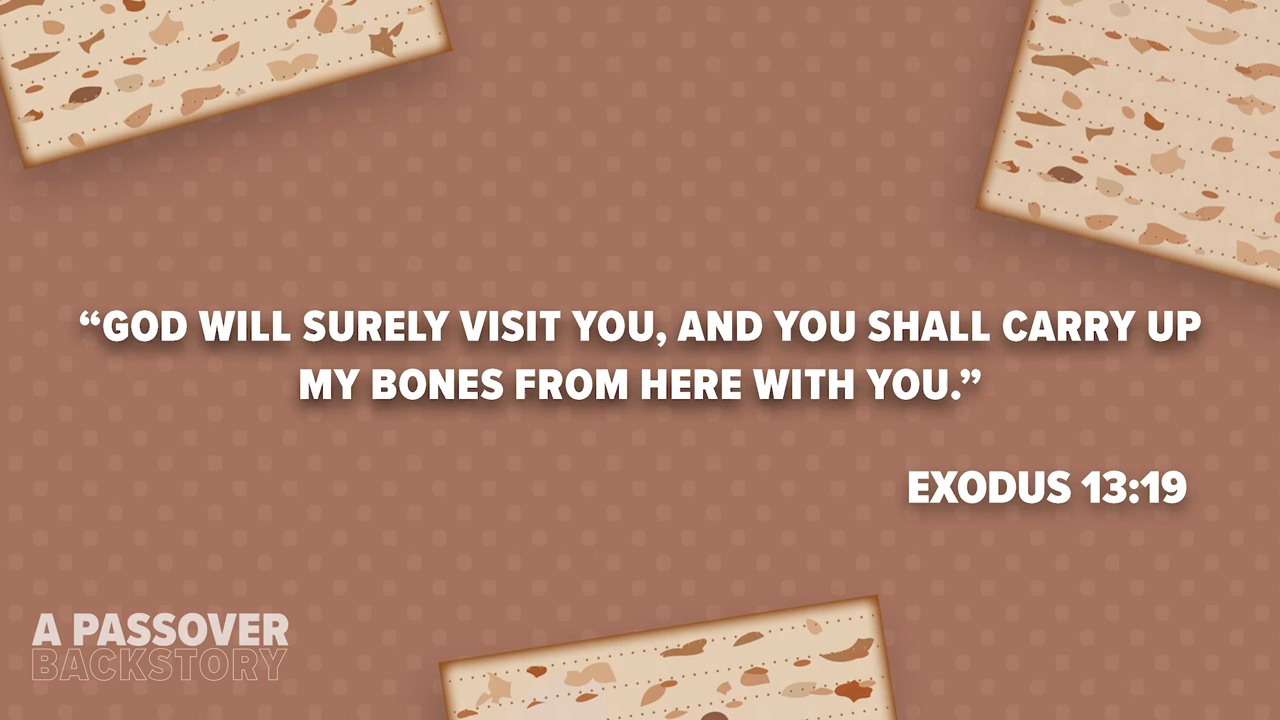 “GOD WILL SURELY VISIT YOU, AND YOU SHALL CARRY UP
MY BONES FROM HERE WITH YOU.”
EXODUS 13:19
A PASSOVER
BACKSTORY